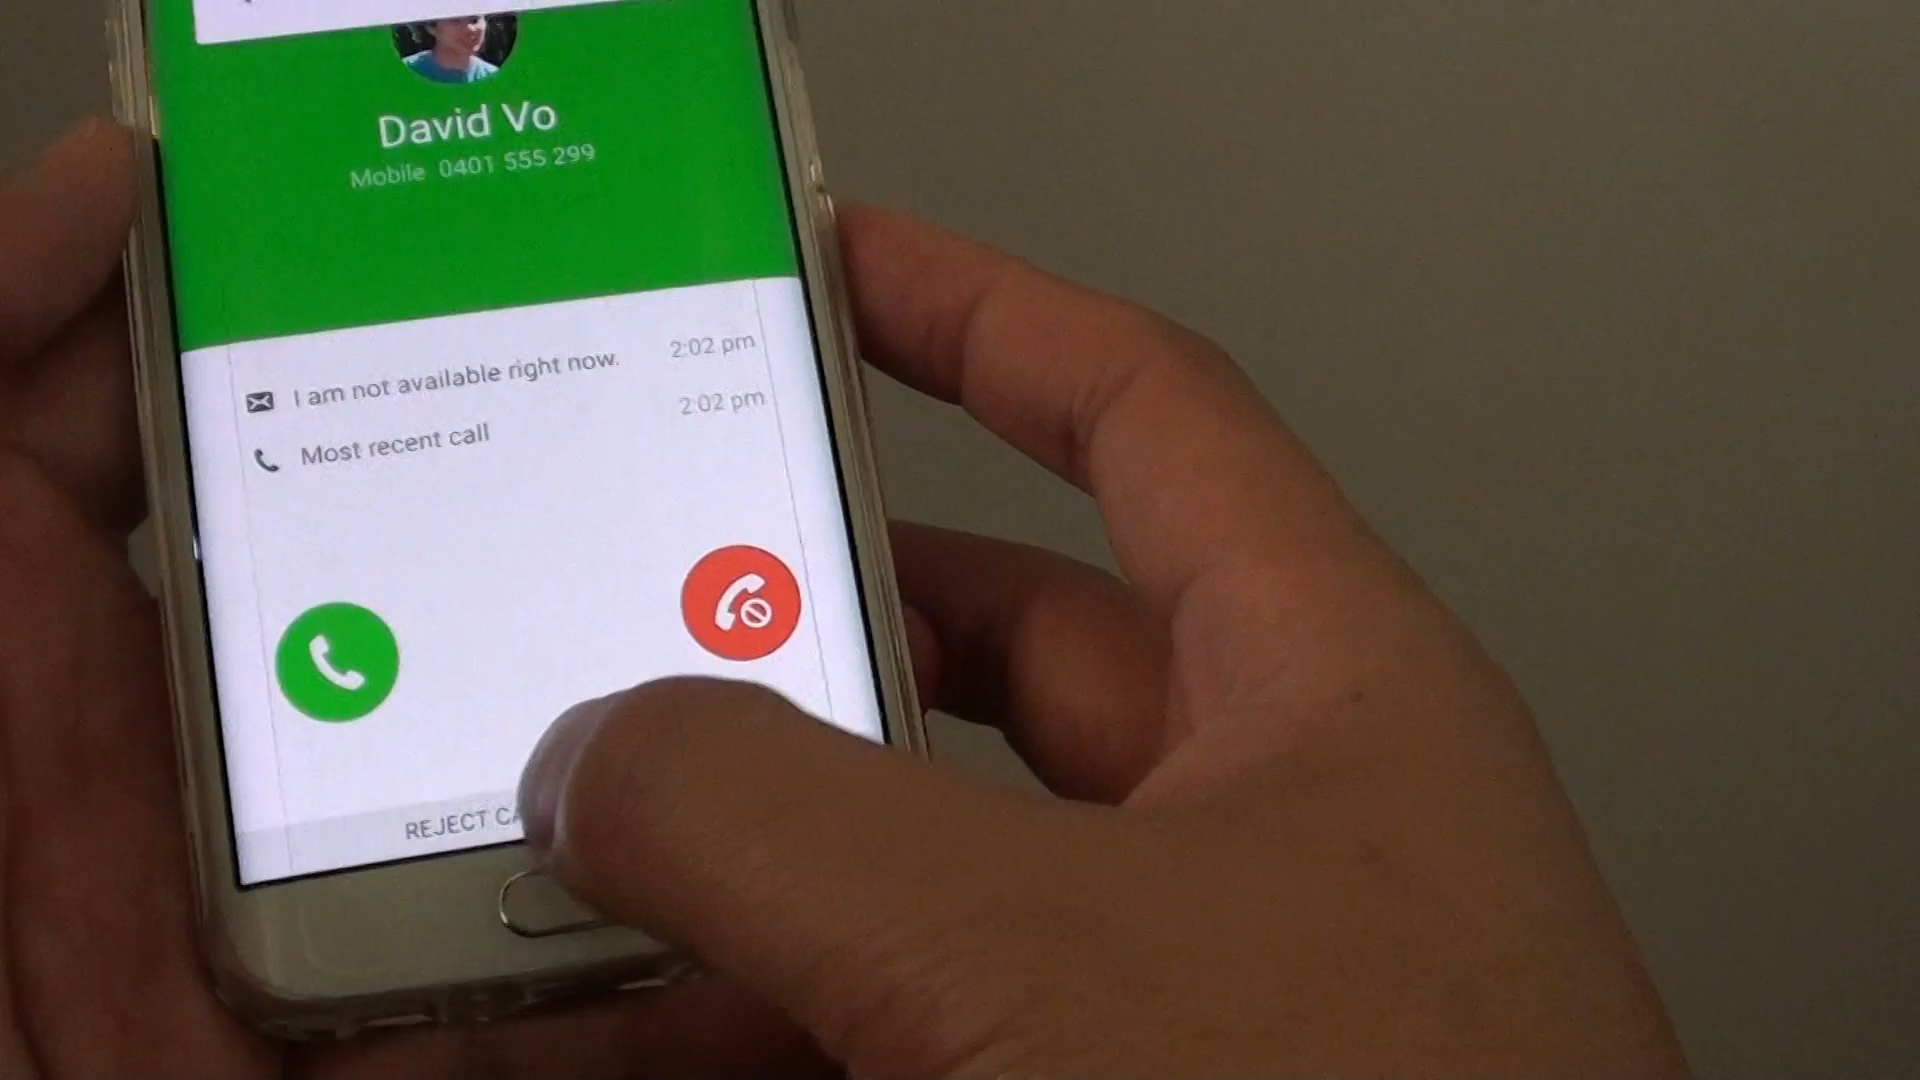 David Vo
Mobile 0401 555 299
I am not available right now. 2:02 pm
Most recent call 2:02 pm
REJECT